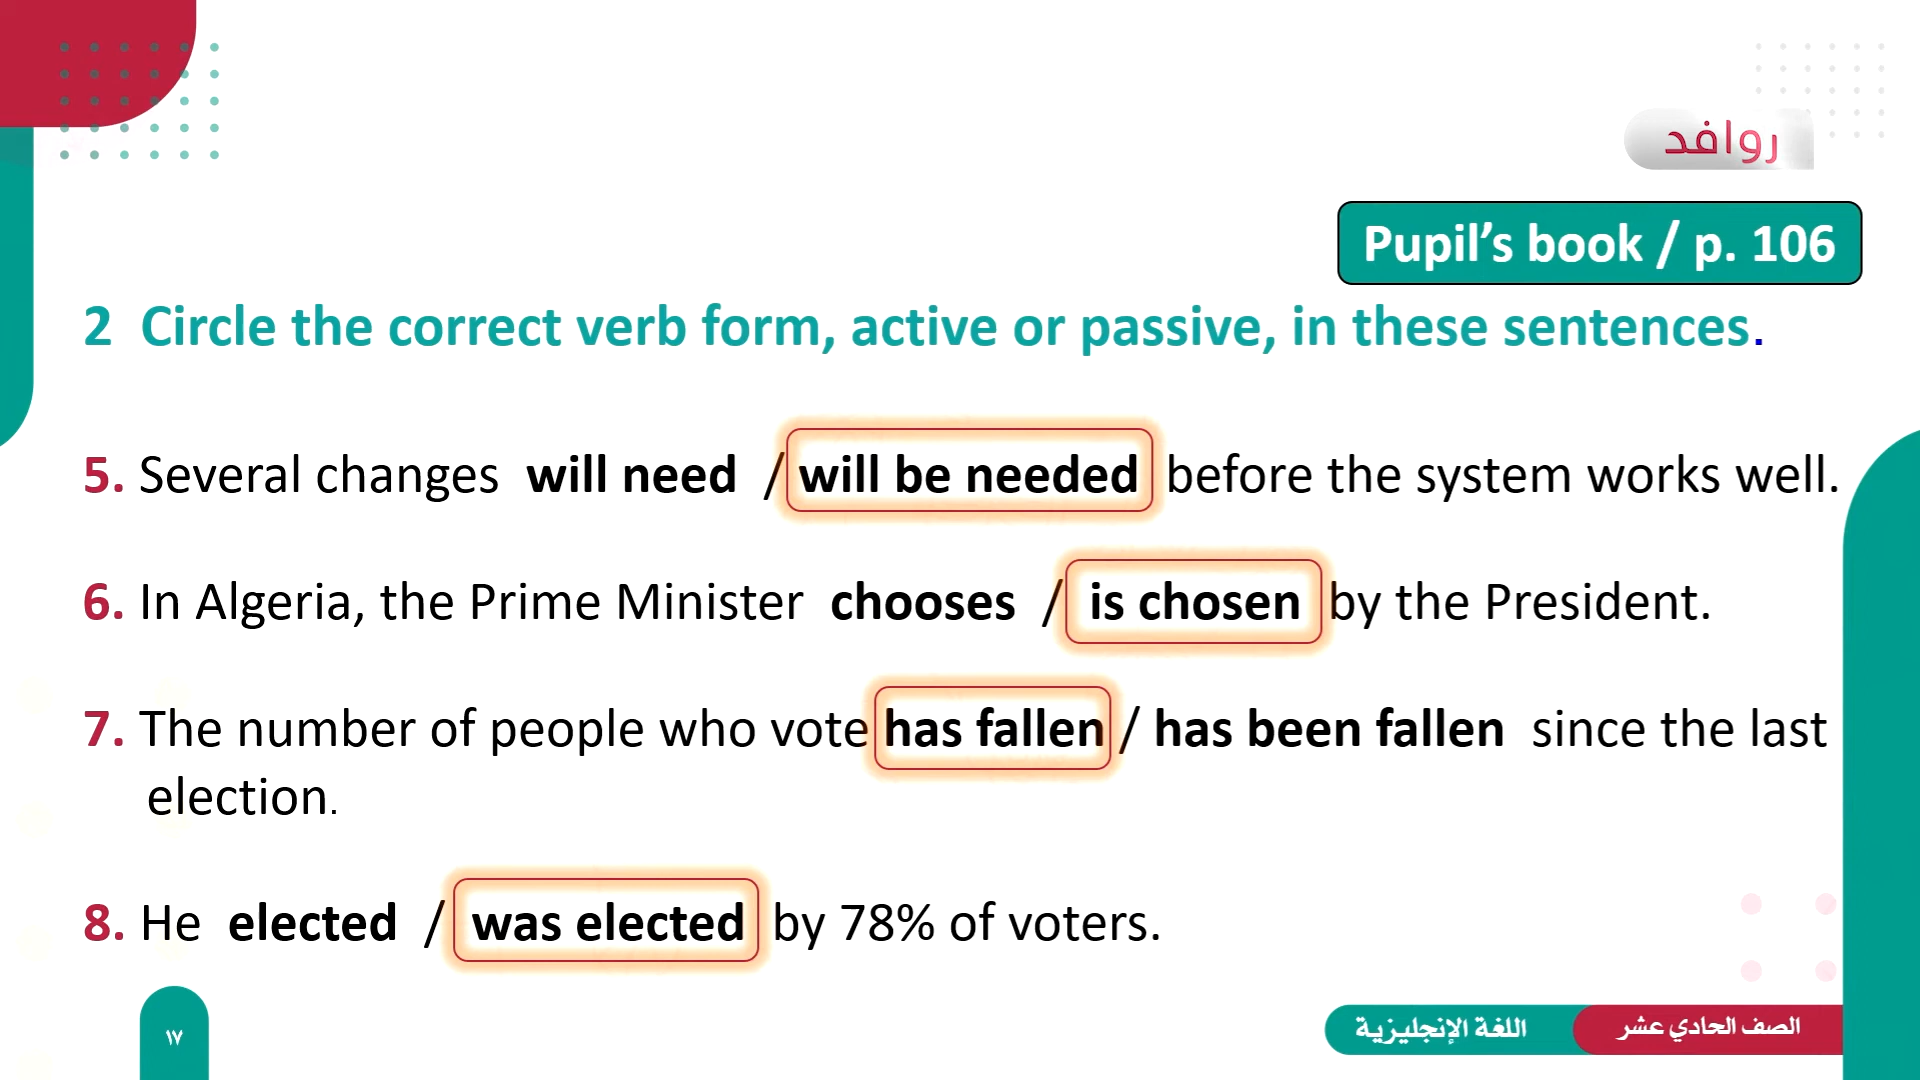 روافد
Pupil’s book / p. 106
2 Circle the correct verb form, active or passive, in these sentences.
5. Several changes will need / will be needed before the system works well.
6. In Algeria, the Prime Minister chooses / is chosen by the President.
7. The number of people who vote has fallen / has been fallen since the last
election.
8. He elected / was elected by 78% of voters.
١٧
الصف الحادي عشر
اللغة الإنجليزية